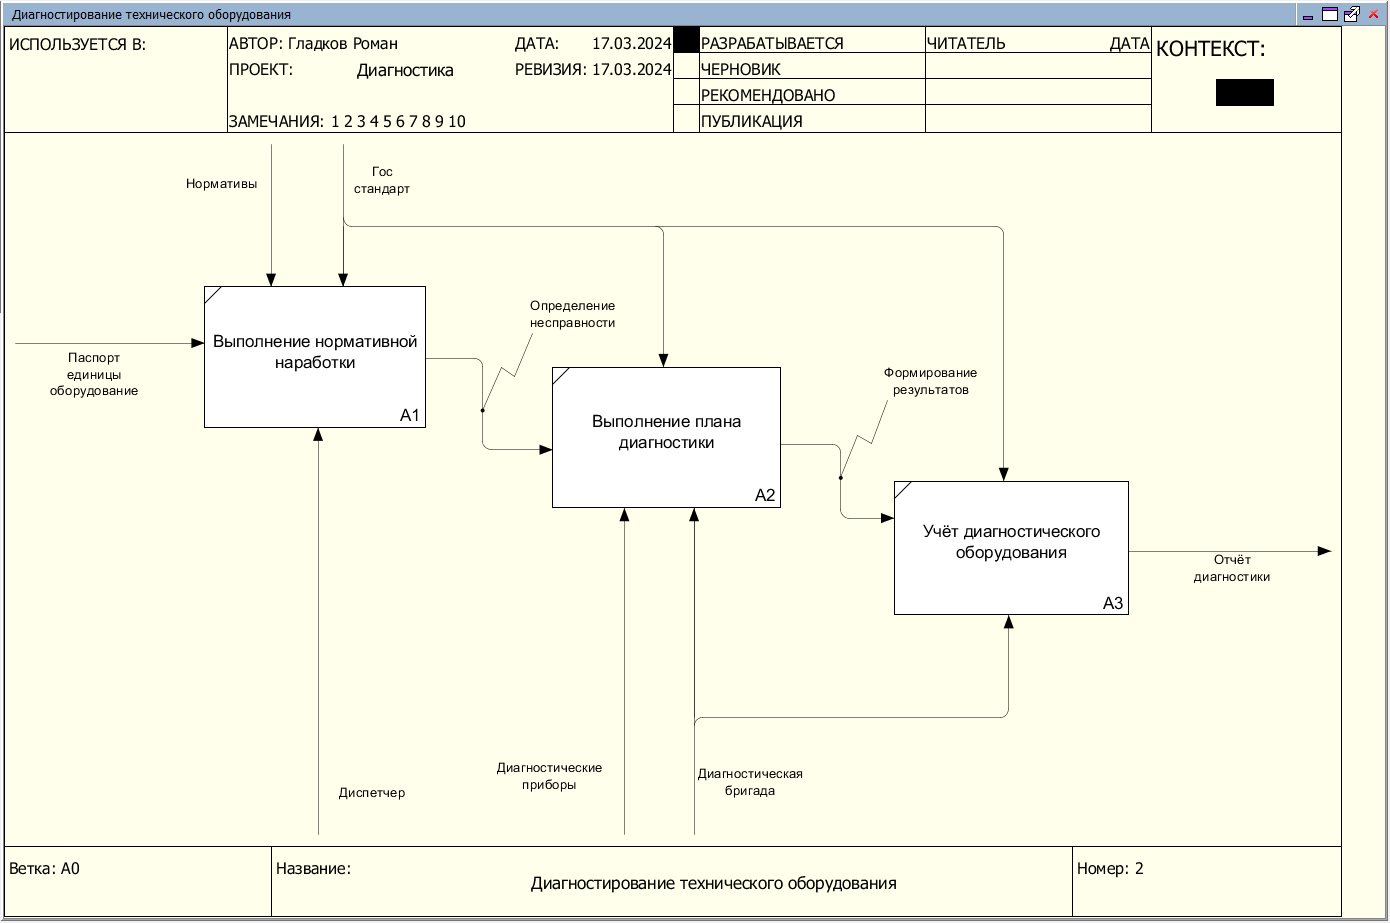 Диагностирование технического оборудования
ИСПОЛЬЗУЕТСЯ В:
АВТОР: Гладков Роман
ДАТА: 17.03.2024
ПРОЕКТ: Диагностика
РЕВИЗИЯ: 17.03.2024
ЗАМЕЧАНИЯ: 1 2 3 4 5 6 7 8 9 10
РАЗРАБАТЫВАЕТСЯ
ЧЕРНОВИК
РЕКОМЕНДОВАНО
ПУБЛИКАЦИЯ
ЧИТАТЕЛЬ ДАТА
КОНТЕКСТ:
Нормативы
Гос
стандарт
Паспорт
единицы
оборудование
Выполнение нормативной
наработки
A1
Определение
несправности
Выполнение плана
диагностики
A2
Формирование
результатов
Учёт диагностического
оборудования
A3
Отчёт
диагностики
Диспетчер
Диагностические
приборы
Диагностическая
бригада
Ветка: A0
Название:
Диагностирование технического оборудования
Номер: 2